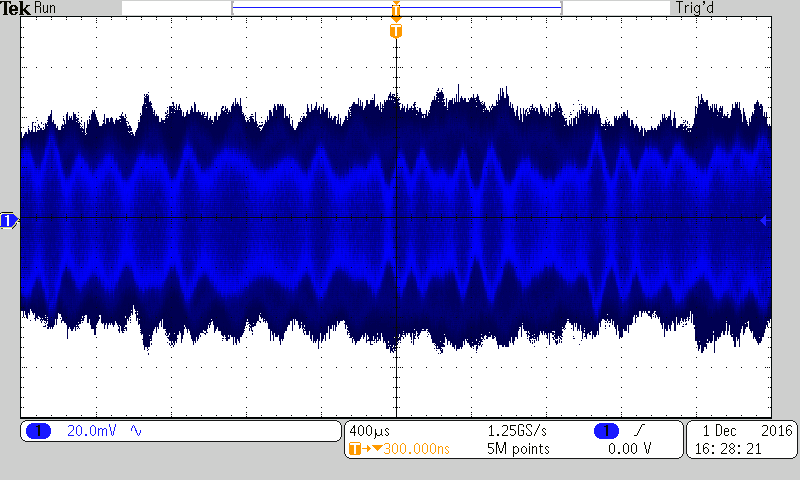 Tek Run Trig'd
T
T
1
1 20.0mV 400µs 1.25GS/s 1 1 Dec 2016
T 300.000ns 5M points 0.00 V 16:28:21